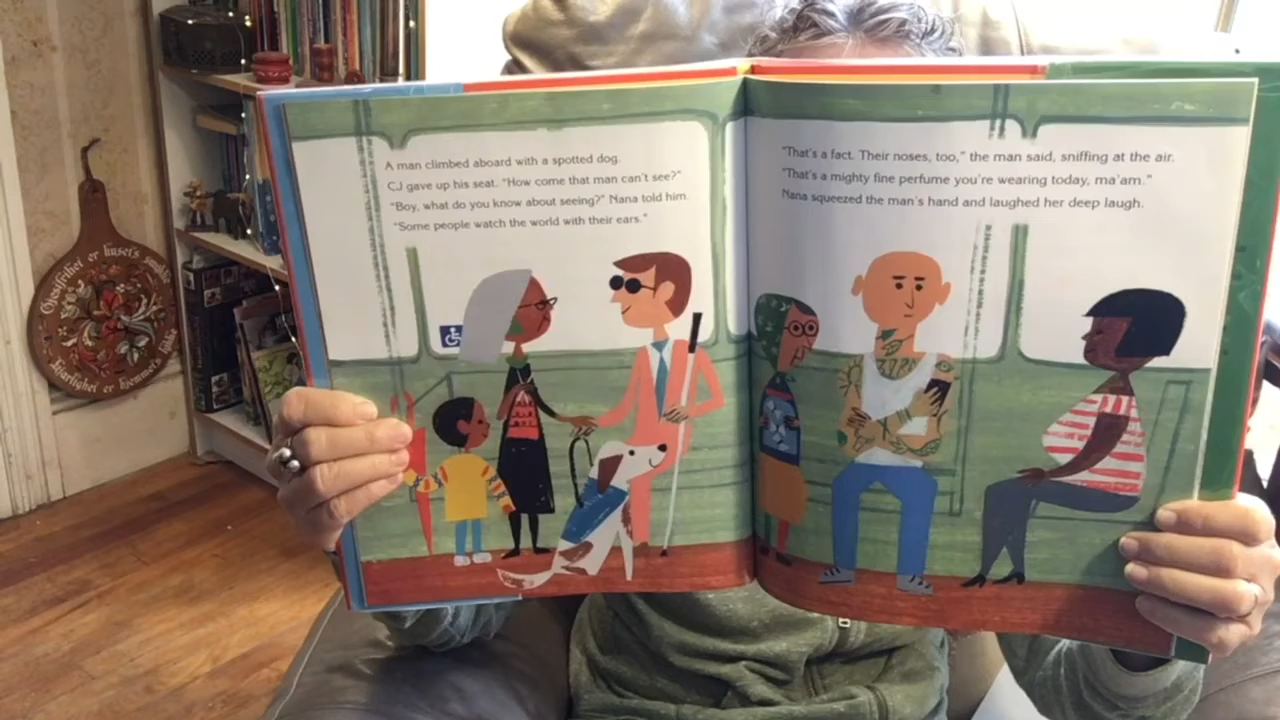 A man climbed aboard with a spotted dog.
CJ gave up his seat. "How come that man can't see?"
"Boy, what do you know about seeing?" Nana told him.
"Some people watch the world with their ears."
"That's a fact. Their noses, too," the man said, sniffing at the air.
"That's a mighty fine perfume you're wearing today, ma'am."
Nana squeezed the man's hand and laughed her deep laugh.